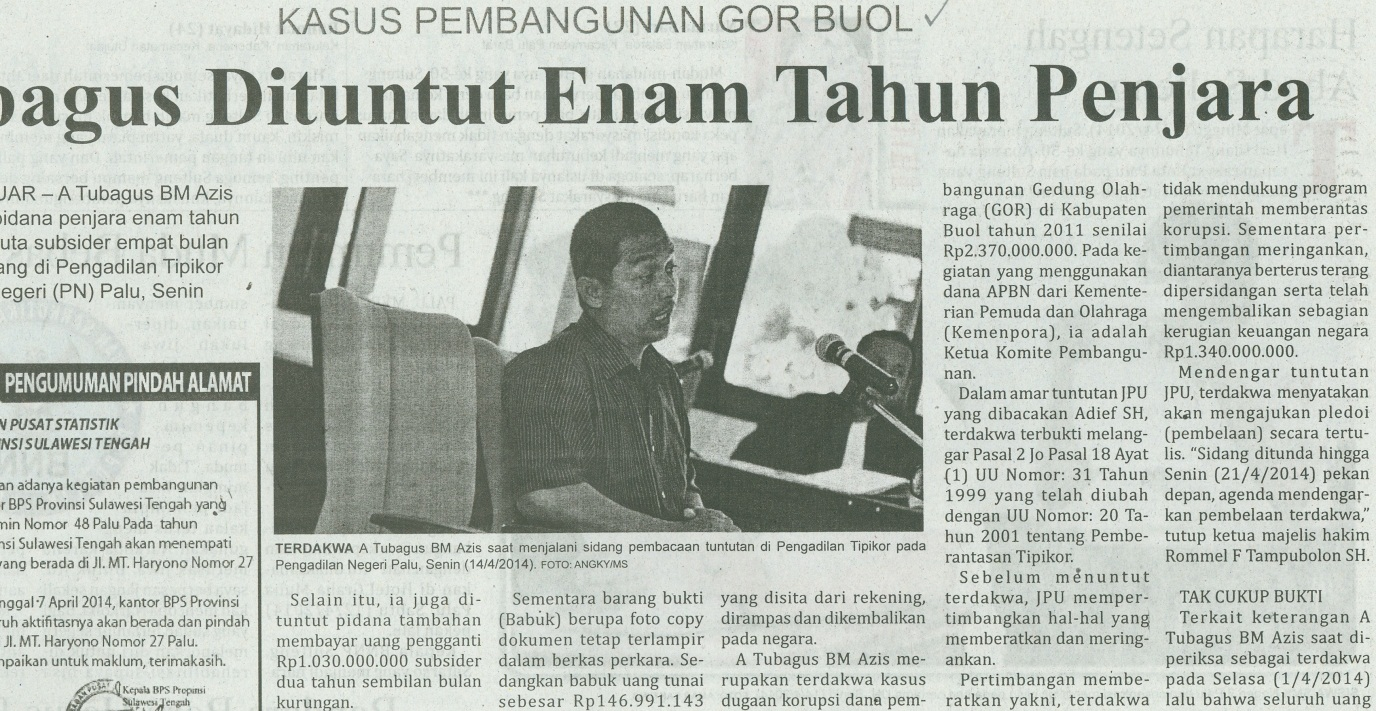 KASUS PEMBANGUNAN GOR BUOL
bagus Dituntut Enam Tahun Penjara
UAR – A Tubagus BM Azis
pidana penjara enam tahun
uta subsider empat bulan
ang di Pengadilan Tipikor
egeri (PN) Palu, Senin
PENGUMUMAN PINDAH ALAMAT
N PUSAT STATISTIK
INSI SULAWESI TENGAH
an adanya kegiatan pembangunan
r BPS Provinsi Sulawesi Tengah yang
min Nomor 48 Palu Pada tahun
nsi Sulawesi Tengah akan menempati
yang berada di Jl. MT. Haryono Nomor 27
nggal 7 April 2014, kantor BPS Provinsi
ruh aktifitasnya akan berada dan pindah
Jl. MT. Haryono Nomor 27 Palu.
mpaikan untuk maklum, terimakasih.
Kepala BPS Propinsi
Sulawesi Tengah
TERDAKWA A Tubagus BM Azis saat menjalani sidang pembacaan tuntutan di Pengadilan Tipikor pada
Pengadilan Negeri Palu, Senin (14/4/2014). FOTO: ANGKY/MS
Selain itu, ia juga di-
tuntut pidana tambahan
membayar uang pengganti
Rp1.030.000.000 subsider
dua tahun sembilan bulan
kurungan.
Sementara barang bukti
(Babuk) berupa foto copy
dokumen tetap terlampir
dalam berkas perkara. Se-
dangkan babuk uang tunai
sebesar Rp146.991.143
yang disita dari rekening,
dirampas dan dikembalikan
pada negara.
A Tubagus BM Azis me-
rupakan terdakwa kasus
dugaan korupsi dana pem-
bangunan Gedung Olah-
raga (GOR) di Kabupaten
Buol tahun 2011 senilai
Rp2.370.000.000. Pada ke-
giatan yang menggunakan
dana APBN dari Kemente-
rian Pemuda dan Olahraga
(Kemenpora), ia adalah
Ketua Komite Pembangu-
nan.
Dalam amar tuntutan JPU
yang dibacakan Adief SH,
terdakwa terbukti melang-
gar Pasal 2 Jo Pasal 18 Ayat
(1) UU Nomor: 31 Tahun
1999 yang telah diubah
dengan UU Nomor: 20 Ta-
hun 2001 tentang Pembe-
rantasan Tipikor.
Sebelum menuntut
terdakwa, JPU memper-
timbangkan hal-hal yang
memberatkan dan mering-
ankan.
Pertimbangan membe-
ratkan yakni, terdakwa
tidak mendukung program
pemerintah memberantas
korupsi. Sementara per-
timbangan meringankan,
diantaranya berterus terang
dipersidangan serta telah
mengembalikan sebagian
kerugian keuangan negara
Rp1.340.000.000.
Mendengar tuntutan
JPU, terdakwa menyatakan
akan mengajukan pledoi
(pembelaan) secara tertu-
lis. “Sidang ditunda hingga
Senin (21/4/2014) pekan
depan, agenda mendengar-
kan pembelaan terdakwa,”
tutup ketua majelis hakim
Rommel F Tampubolon SH.
TAK CUKUP BUKTI
Terkait keterangan A
Tubagus BM Azis saat di-
periksa sebagai terdakwa
pada Selasa (1/4/2014)
lalu bahwa seluruh uang